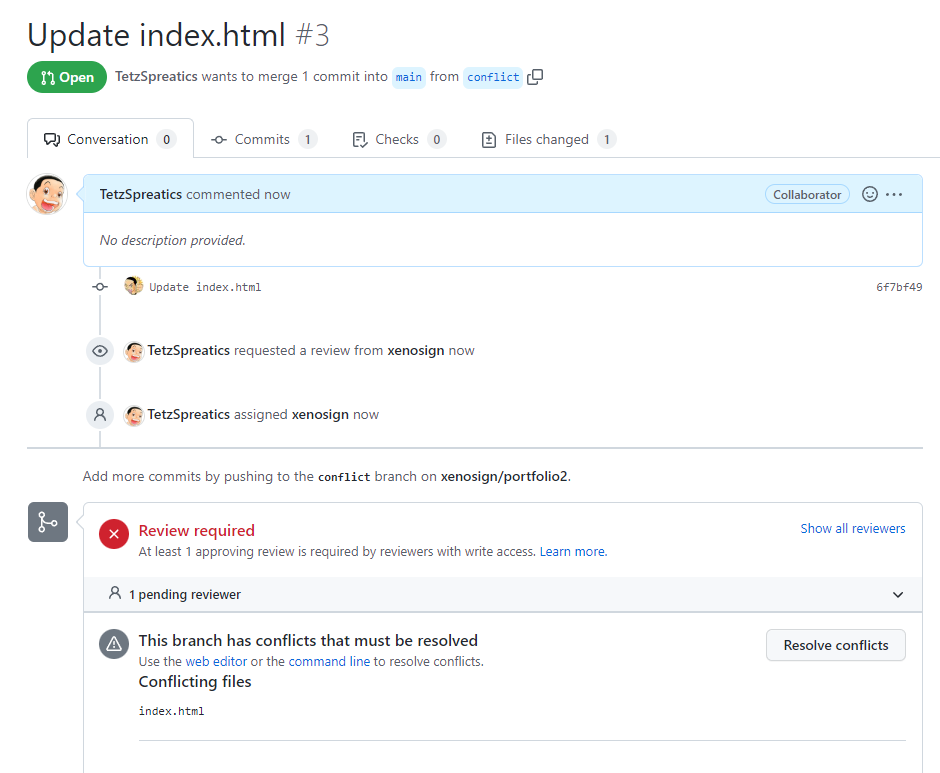 Update index.html #3
Open TetzSpreatics wants to merge 1 commit into main from conflict
Conversation 0 Commits 1 Checks 0 Files changed 1
TetzSpreatics commented now Collaborator
No description provided.
Update index.html 6f7bf49
TetzSpreatics requested a review from xenosign now
TetzSpreatics assigned xenosign now
Add more commits by pushing to the conflict branch on xenosign/portfolio2.
Review required Show all reviewers
At least 1 approving review is required by reviewers with write access. Learn more.
1 pending reviewer
This branch has conflicts that must be resolved Resolve conflicts
Use the web editor or the command line to resolve conflicts.
Conflicting files
index.html